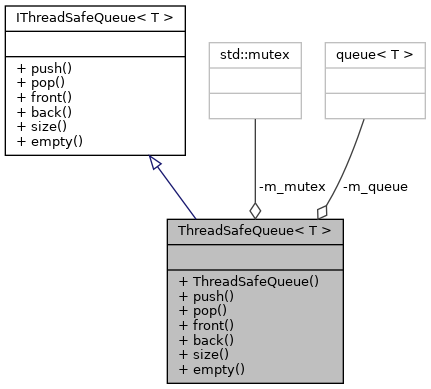 IThreadSafeQueue< T >
+ push()
+ pop()
+ front()
+ back()
+ size()
+ empty()
std::mutex
queue< T >
-m_mutex
-m_queue
ThreadSafeQueue< T >
+ ThreadSafeQueue()
+ push()
+ pop()
+ front()
+ back()
+ size()
+ empty()